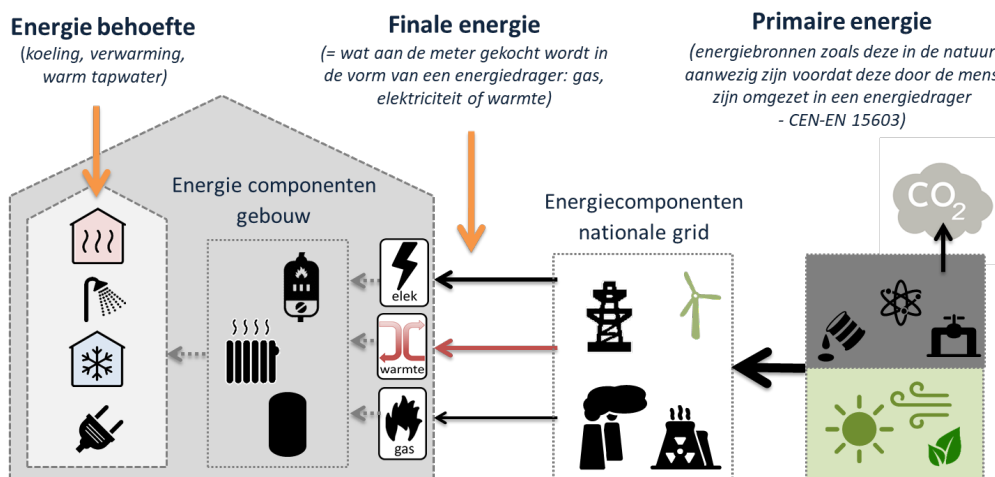 Energie behoefte
(koeling, verwarming,
warm tapwater)
Finale energie
(= wat aan de meter gekocht wordt in
de vorm van een energiedrager: gas,
elektriciteit of warmte)
Primaire energie
(energiebronnen zoals deze in de natuur
aanwezig zijn voordat deze door de mens
zijn omgezet in een energiedrager
- CEN-EN 15603)
Energie componenten
gebouw
Energiecomponenten
nationale grid
CO2
elek
warmte
gas